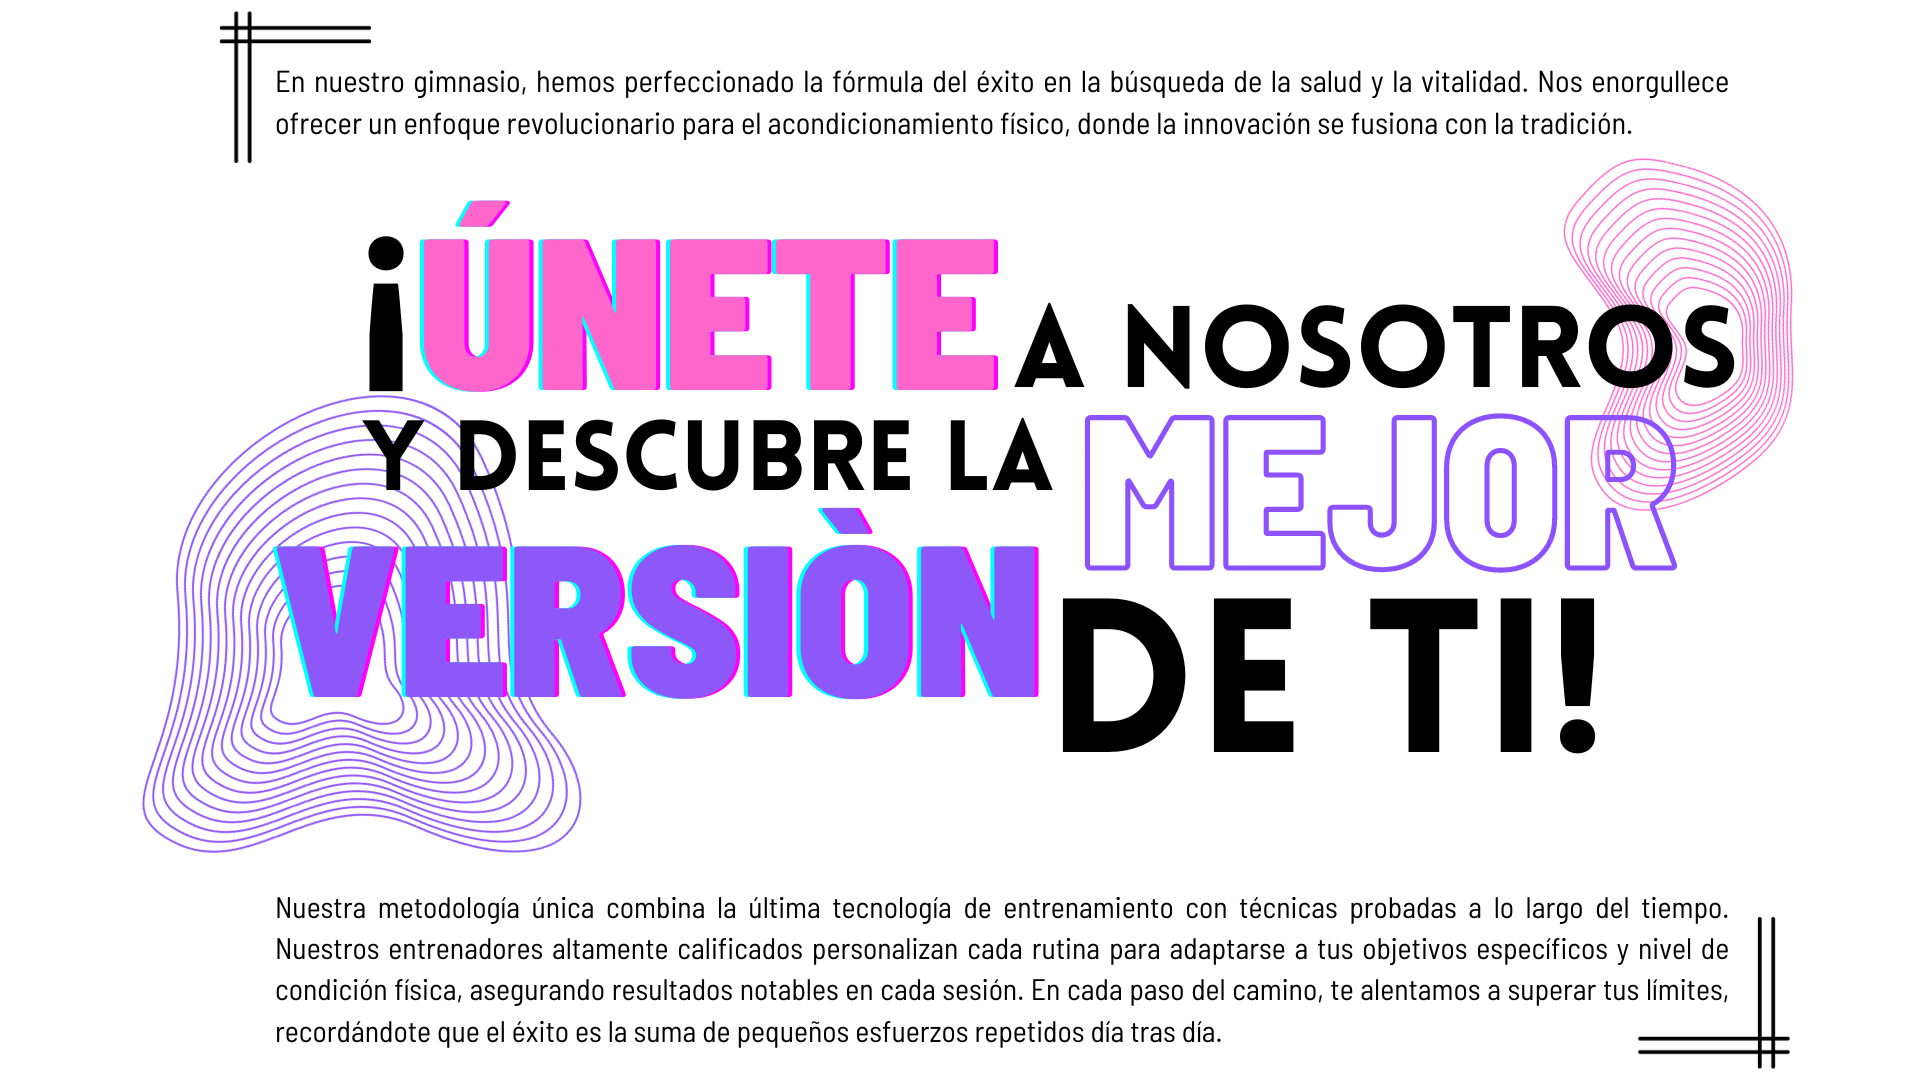 En nuestro gimnasio, hemos perfeccionado la fórmula del éxito en la búsqueda de la salud y la vitalidad. Nos enorgullece
ofrecer un enfoque revolucionario para el acondicionamiento físico, donde la innovación se fusiona con la tradición.
¡ÚNETE A NOSOTROS
Y DESCUBRE LA MEJOR
VERSIÒN DE TI!
Nuestra metodología única combina la última tecnología de entrenamiento con técnicas probadas a lo largo del tiempo.
Nuestros entrenadores altamente calificados personalizan cada rutina para adaptarse a tus objetivos específicos y nivel de
condición física, asegurando resultados notables en cada sesión. En cada paso del camino, te alentamos a superar tus límites,
recordándote que el éxito es la suma de pequeños esfuerzos repetidos día tras día.